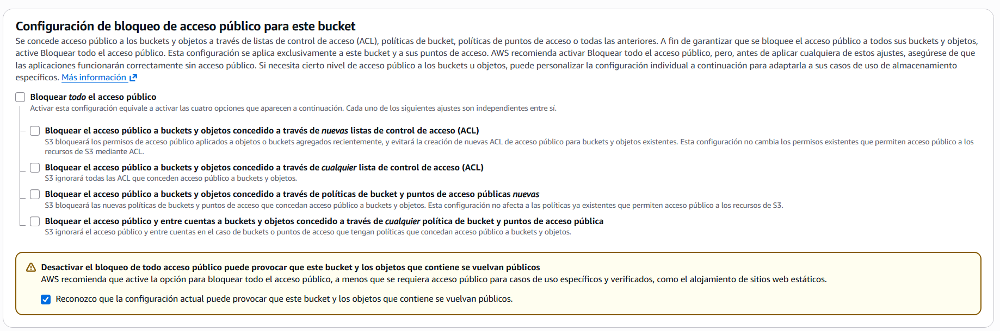 Configuración de bloqueo de acceso público para este bucket
Se concede acceso público a los buckets y objetos a través de listas de control de acceso (ACL), políticas de bucket, políticas de puntos de acceso o todas las anteriores. A fin de garantizar que se bloquee el acceso público a todos sus buckets y objetos,
active Bloquear todo el acceso público. Esta configuración se aplica exclusivamente a este bucket y a sus puntos de acceso. AWS recomienda activar Bloquear todo el acceso público, pero, antes de aplicar cualquiera de estos ajustes, asegúrese de que
las aplicaciones funcionarán correctamente sin acceso público. Si necesita cierto nivel de acceso público a los buckets u objetos, puede personalizar la configuración individual a continuación para adaptarla a sus casos de uso de almacenamiento
específicos. Más información
Bloquear todo el acceso público
Activar esta configuración equivale a activar las cuatro opciones que aparecen a continuación. Cada uno de los siguientes ajustes son independientes entre sí.
Bloquear el acceso público a buckets y objetos concedido a través de nuevas listas de control de acceso (ACL)
S3 bloqueará los permisos de acceso público aplicados a objetos o buckets agregados recientemente, y evitará la creación de nuevas ACL de acceso público para buckets y objetos existentes. Esta configuración no cambia los permisos existentes que permiten acceso público a los
recursos de S3 mediante ACL.
Bloquear el acceso público a buckets y objetos concedido a través de cualquier lista de control de acceso (ACL)
S3 ignorará todas las ACL que conceden acceso público a buckets y objetos.
Bloquear el acceso público a buckets y objetos concedido a través de políticas de bucket y puntos de acceso públicas nuevas
S3 bloqueará las nuevas políticas de buckets y puntos de acceso que concedan acceso público a buckets y objetos. Esta configuración no afecta a las políticas ya existentes que permiten acceso público a los recursos de S3.
Bloquear el acceso público y entre cuentas a buckets y objetos concedido a través de cualquier política de bucket y puntos de acceso pública
S3 ignorará el acceso público y entre cuentas en el caso de buckets o puntos de acceso que tengan políticas que concedan acceso público a buckets y objetos.
Desactivar el bloqueo de todo acceso público puede provocar que este bucket y los objetos que contiene se vuelvan públicos
AWS recomienda que active la opción para bloquear todo el acceso público, a menos que se requiera acceso público para casos de uso específicos y verificados, como el alojamiento de sitios web estáticos.
Reconozco que la configuración actual puede provocar que este bucket y los objetos que contiene se vuelvan públicos.